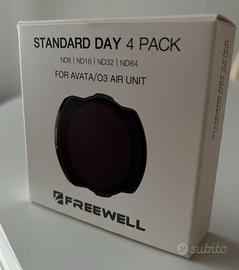 STANDARD DAY 4 PACK
ND8 | ND16 | ND32 | ND64
FOR AVATA/O3 AIR UNIT
FREEWELL
subito